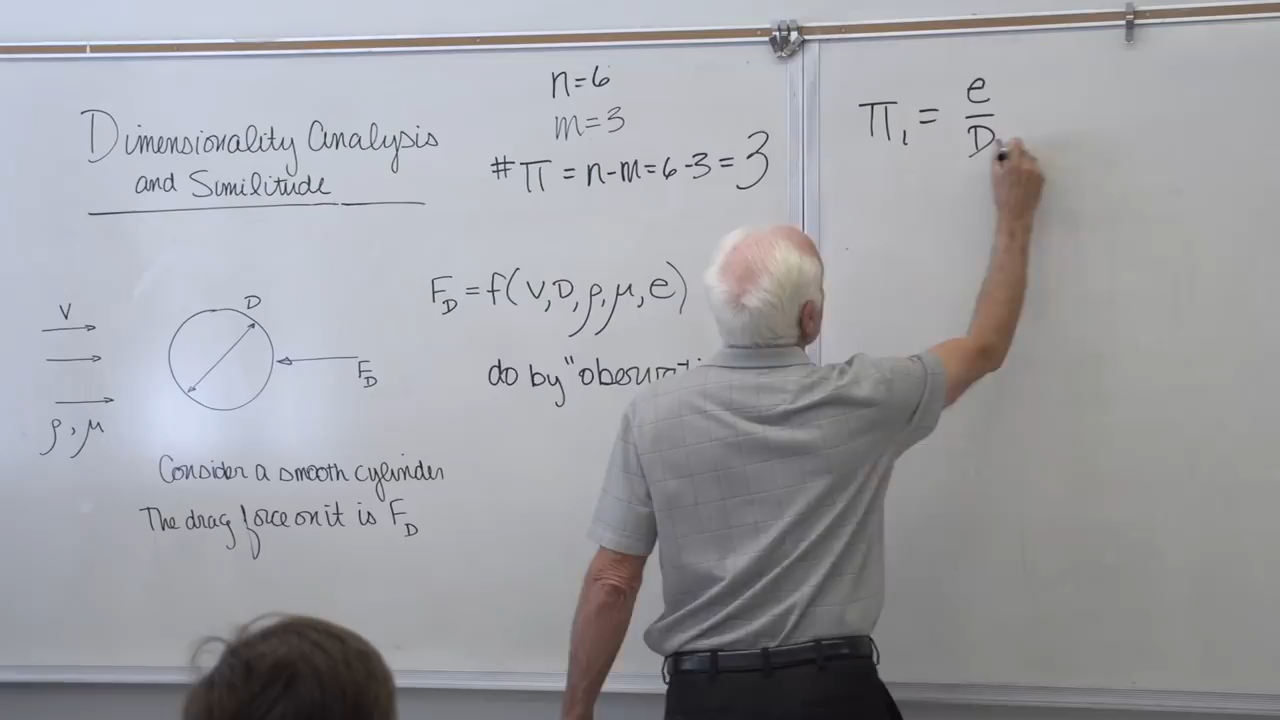 Dimensionality Analysis
and Similitude
n=6
m=3
#π = n-m=6-3=3
π₁ = e/D
V
D
F_D
ρ, μ
F_D = f(V, D, ρ, μ, e)
do by
Consider a smooth cylinder
The drag force on it is F_D